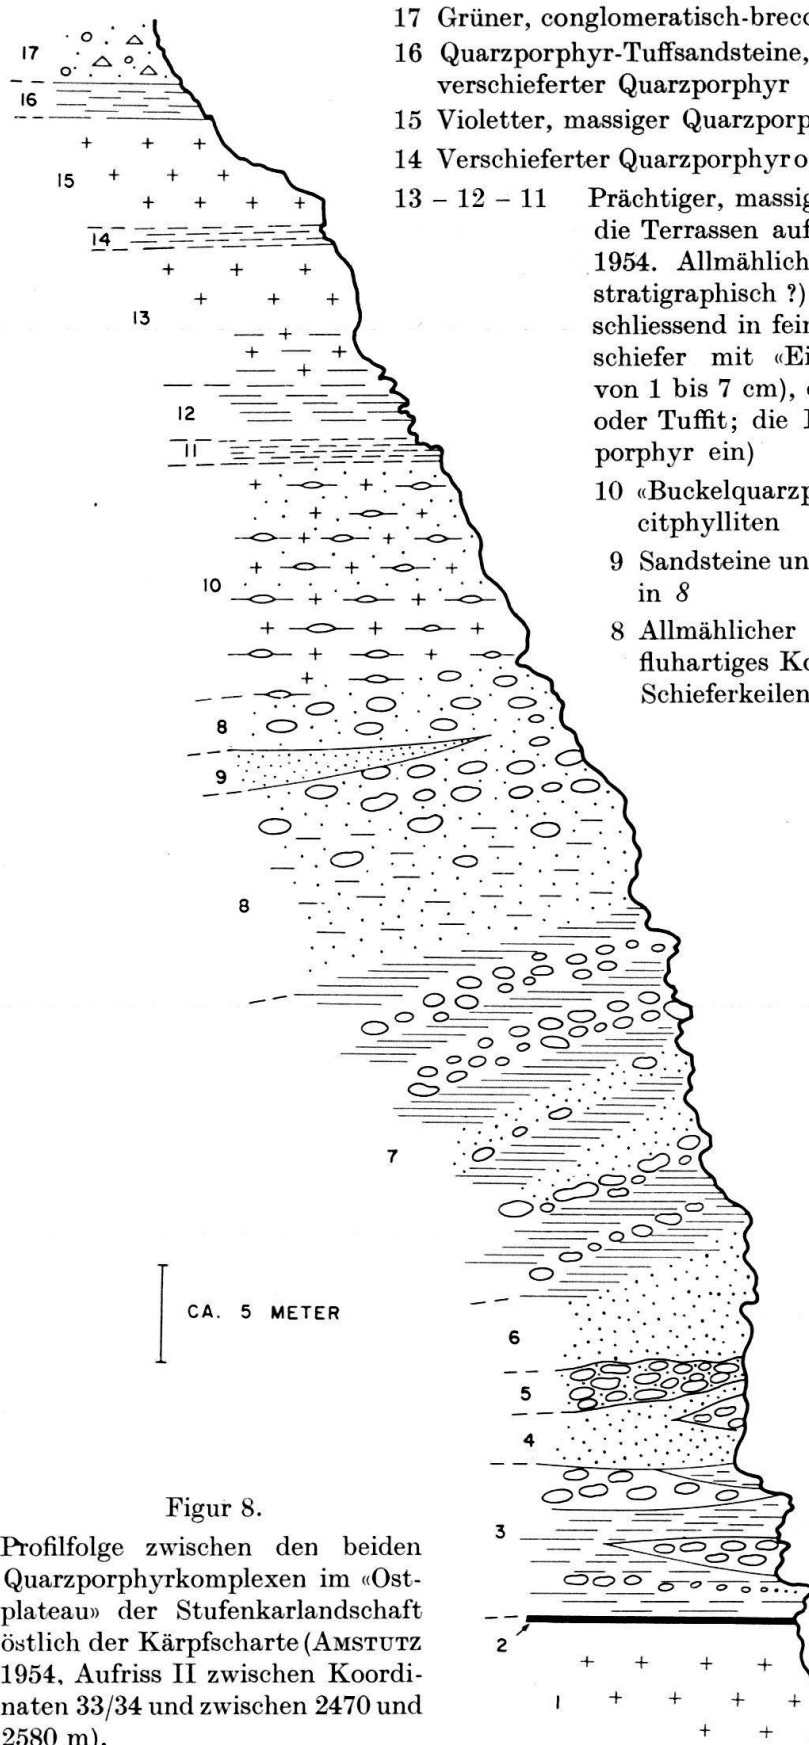 17 Grüner, conglomeratisch-brecc
16 Quarzporphyr-Tuffsandsteine,
verschieferter Quarzporphyr
15 Violetter, massiger Quarzporp
14 Verschieferter Quarzporphyr o
13 – 12 – 11 Prächtiger, massig
die Terrassen auf
1954. Allmählich
stratigraphisch ?)
schliessend in fein
schiefer mit «Ei
von 1 bis 7 cm),
oder Tuffit; die
porphyr ein)
10 «Buckelquarzp
citphylliten
9 Sandsteine un
in 8
8 Allmählicher
fluhartiges Ko
Schieferkeilen
17
16
15
14
13
12
11
10
8
9
8
7
CA. 5 METER
6
5
4
3
2
1
Figur 8.
Profilfolge zwischen den beiden
Quarzporphyrkomplexen im «Ost-
plateau» der Stufenkarlandschaft
östlich der Kärpfscharte (AMSTUTZ
1954, Aufriss II zwischen Koordi-
naten 33/34 und zwischen 2470 und
2580 m).